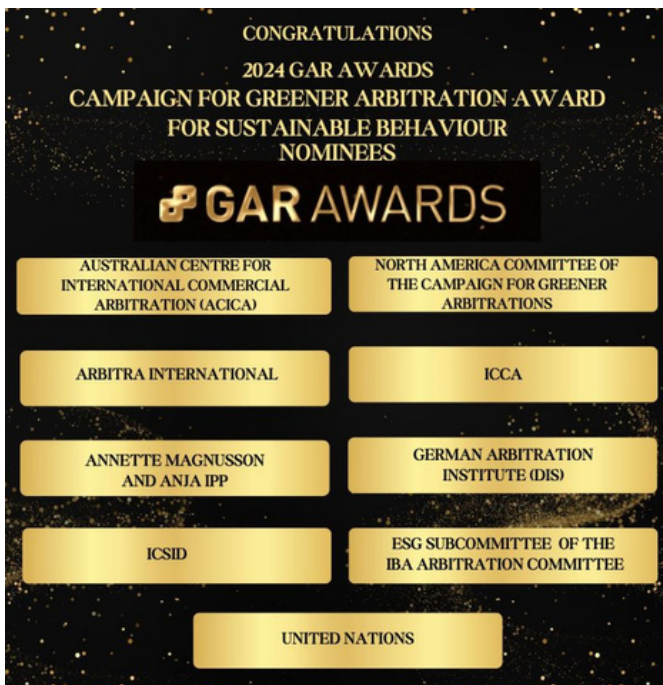 CONGRATULATIONS
2024 GAR AWARDS
CAMPAIGN FOR GREENER ARBITRATION AWARD
FOR SUSTAINABLE BEHAVIOUR
NOMINEES
GAR AWARDS
AUSTRALIAN CENTRE FOR
INTERNATIONAL COMMERCIAL
ARBITRATION (ACICA)
NORTH AMERICA COMMITTEE OF
THE CAMPAIGN FOR GREENER
ARBITRATIONS
ARBITRA INTERNATIONAL
ICCA
ANNETTE MAGNUSSON
AND ANJA IPP
GERMAN ARBITRATION
INSTITUTE (DIS)
ICSID
ESG SUBCOMMITTEE OF THE
IBA ARBITRATION COMMITTEE
UNITED NATIONS